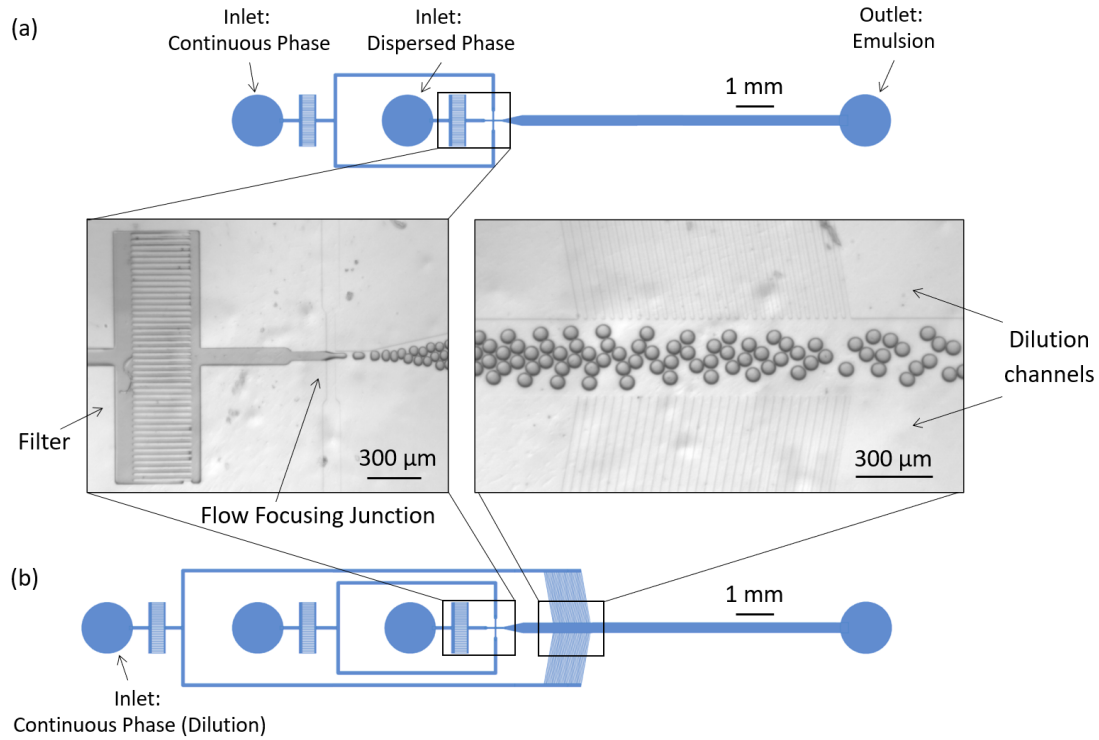 (a)
Inlet:
Continuous Phase
Inlet:
Dispersed Phase
Outlet:
Emulsion
1 mm
Filter
300 μm
Flow Focusing Junction
300 μm
Dilution
channels
(b)
1 mm
Inlet:
Continuous Phase (Dilution)